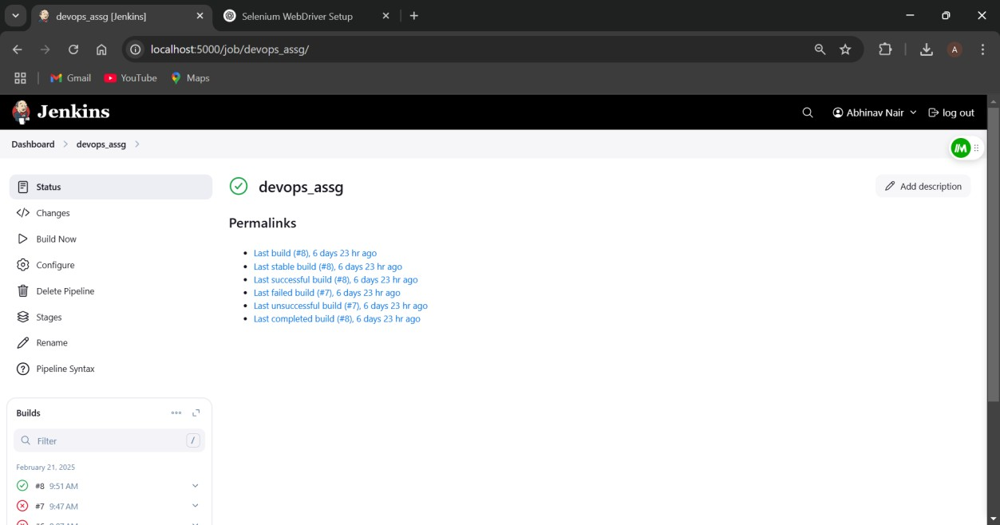 devops_assg [Jenkins]
Selenium WebDriver Setup
localhost:5000/job/devops_assg/
A
Gmail
YouTube
Maps
Jenkins
Abhinav Nair
log out
Dashboard
devops_assg
Status
Changes
Build Now
Configure
Delete Pipeline
Stages
Rename
Pipeline Syntax
devops_assg
Add description
Permalinks
Last build (#8), 6 days 23 hr ago
Last stable build (#8), 6 days 23 hr ago
Last successful build (#8), 6 days 23 hr ago
Last failed build (#7), 6 days 23 hr ago
Last unsuccessful build (#7), 6 days 23 hr ago
Last completed build (#8), 6 days 23 hr ago
Builds
Filter
/
February 21, 2025
#8 9:51 AM
#7 9:47 AM